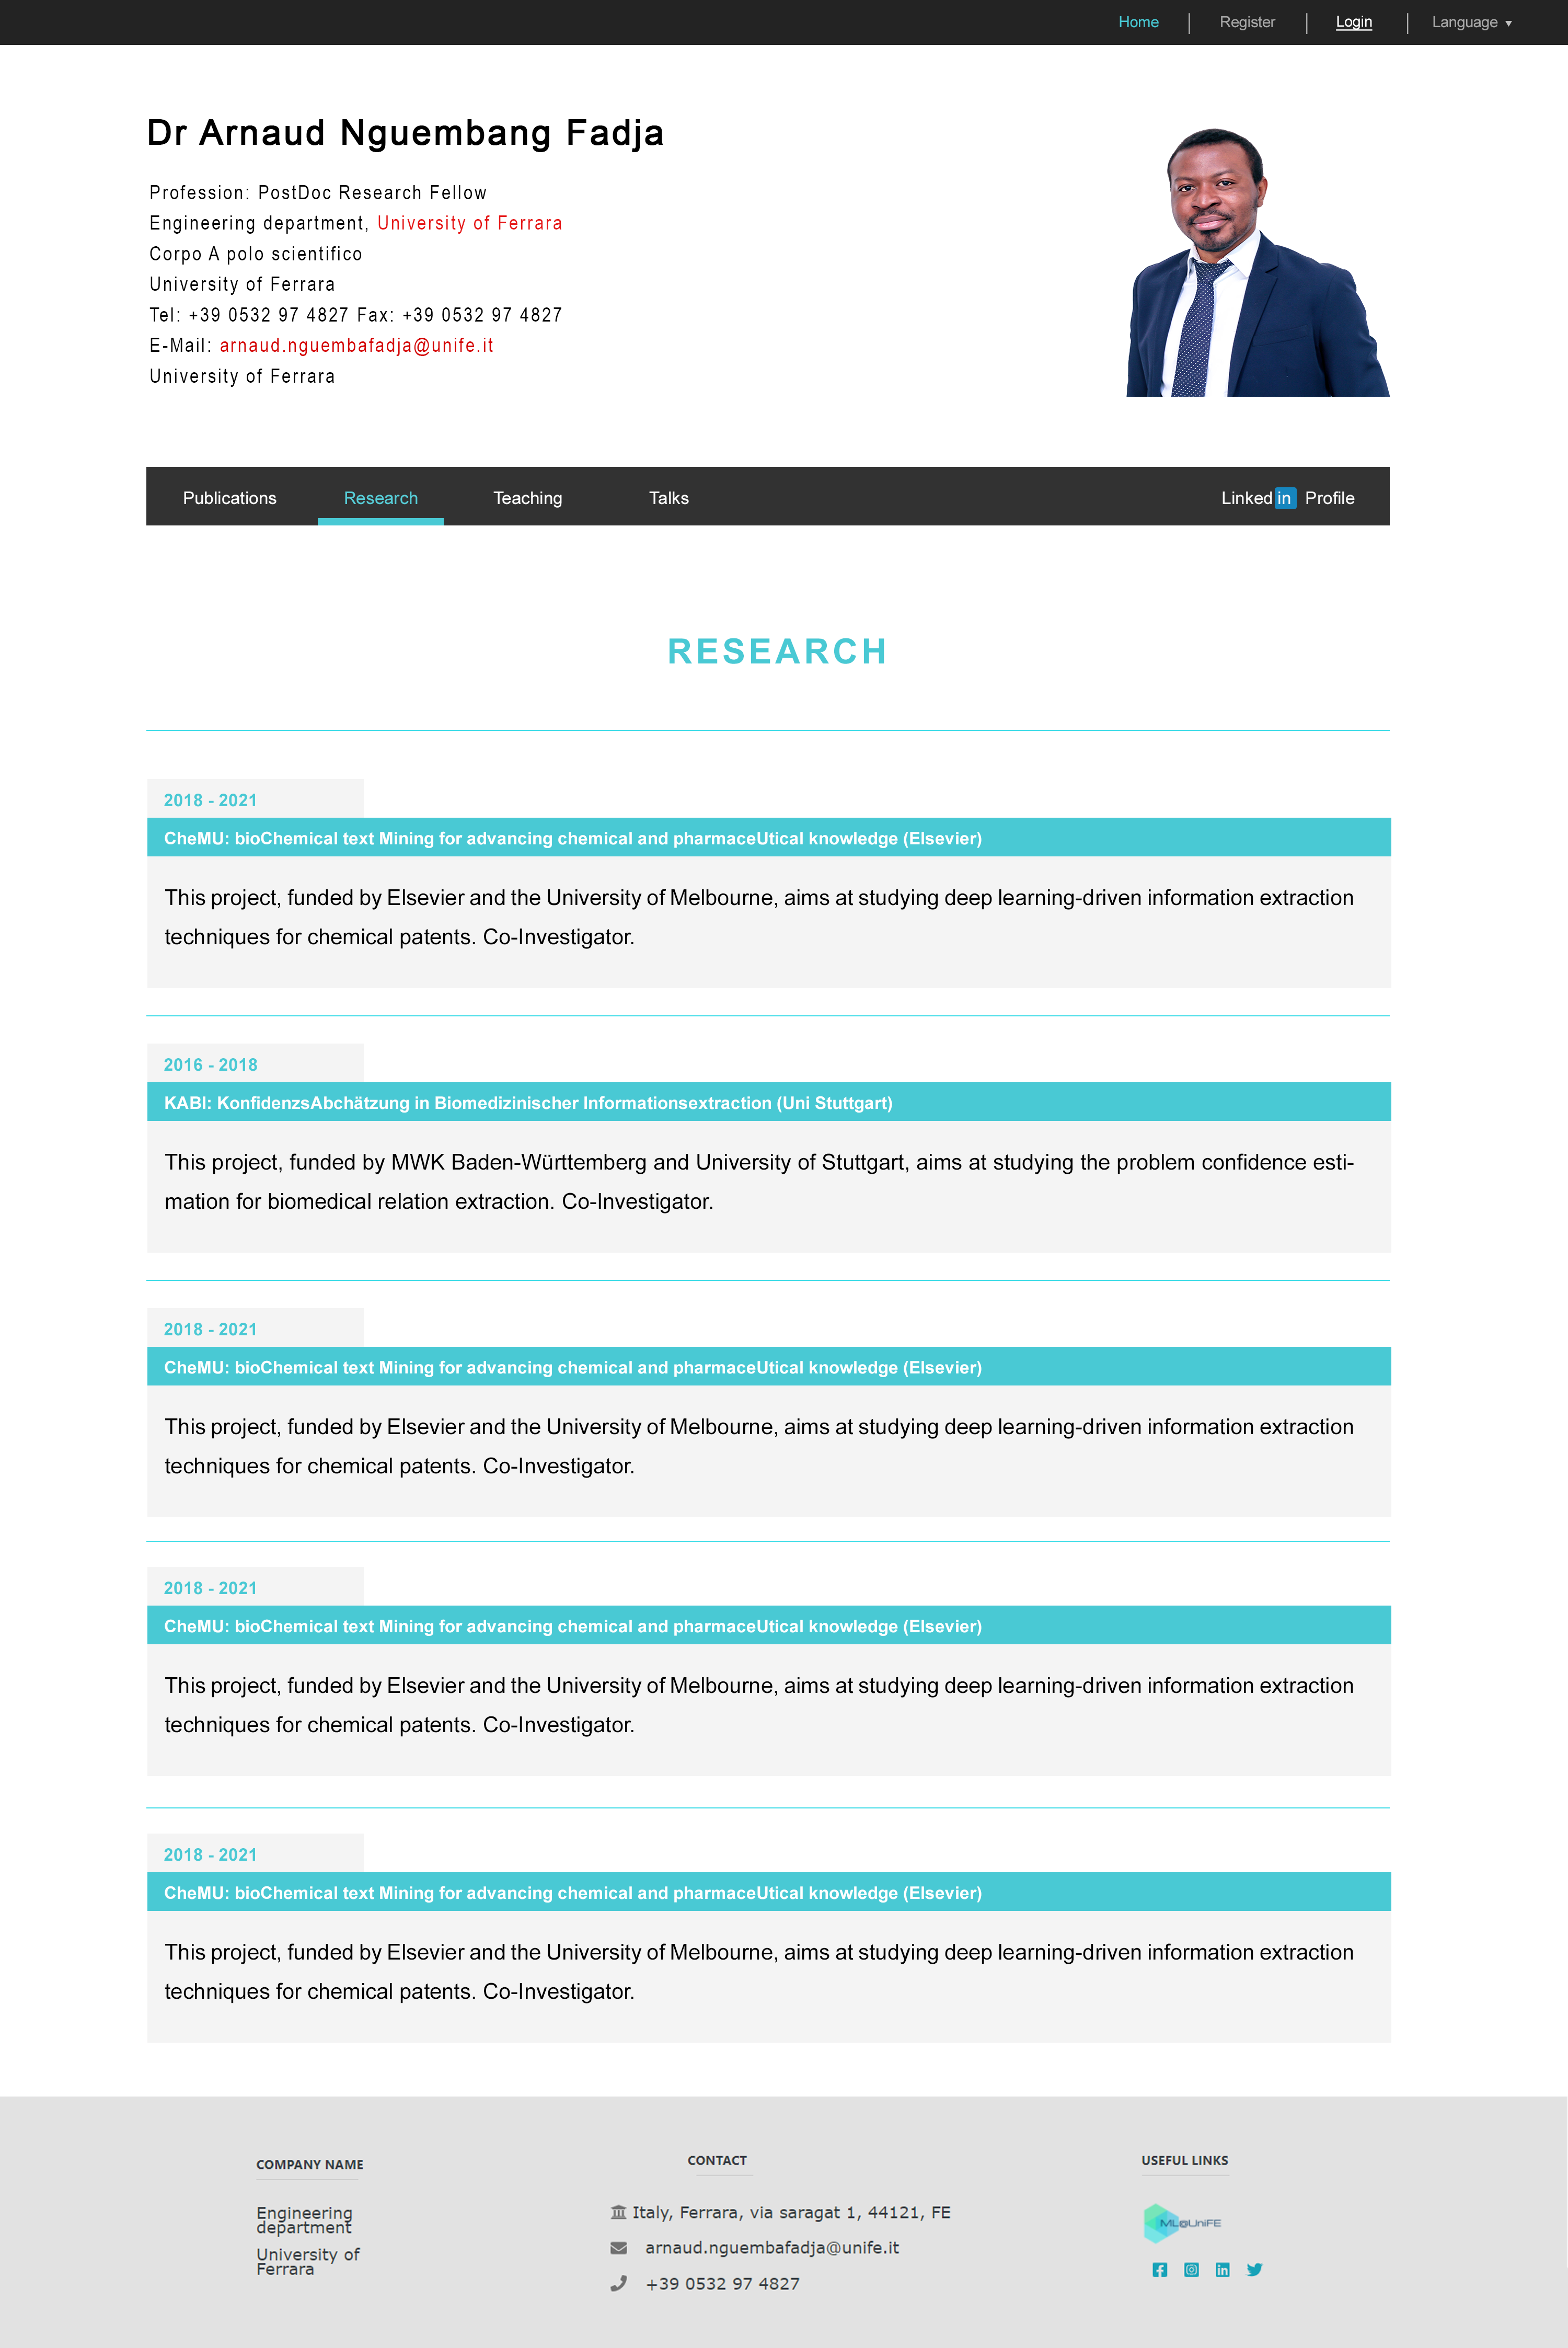 Home Register Login Language
Dr Arnaud Nguembang Fadja
Profession: PostDoc Research Fellow
Engineering department, University of Ferrara
Corpo A polo scientifico
University of Ferrara
Tel: +39 0532 97 4827 Fax: +39 0532 97 4827
E-Mail: arnaud.nguembafadja@unife.it
University of Ferrara
Publications Research Teaching Talks Linked in Profile
RESEARCH
2018 - 2021
CheMU: bioChemical text Mining for advancing chemical and pharmaceUtical knowledge (Elsevier)
This project, funded by Elsevier and the University of Melbourne, aims at studying deep learning-driven information extraction
techniques for chemical patents. Co-Investigator.
2016 - 2018
KABI: KonfidenzsAbchätzung in Biomedizinischer Informationsextraction (Uni Stuttgart)
This project, funded by MWK Baden-Württemberg and University of Stuttgart, aims at studying the problem confidence esti-
mation for biomedical relation extraction. Co-Investigator.
2018 - 2021
CheMU: bioChemical text Mining for advancing chemical and pharmaceUtical knowledge (Elsevier)
This project, funded by Elsevier and the University of Melbourne, aims at studying deep learning-driven information extraction
techniques for chemical patents. Co-Investigator.
2018 - 2021
CheMU: bioChemical text Mining for advancing chemical and pharmaceUtical knowledge (Elsevier)
This project, funded by Elsevier and the University of Melbourne, aims at studying deep learning-driven information extraction
techniques for chemical patents. Co-Investigator.
2018 - 2021
CheMU: bioChemical text Mining for advancing chemical and pharmaceUtical knowledge (Elsevier)
This project, funded by Elsevier and the University of Melbourne, aims at studying deep learning-driven information extraction
techniques for chemical patents. Co-Investigator.
COMPANY NAME
Engineering
department
University of
Ferrara
CONTACT
Italy, Ferrara, via saragat 1, 44121, FE
arnaud.nguembafadja@unife.it
+39 0532 97 4827
USEFUL LINKS
ML@UniFE